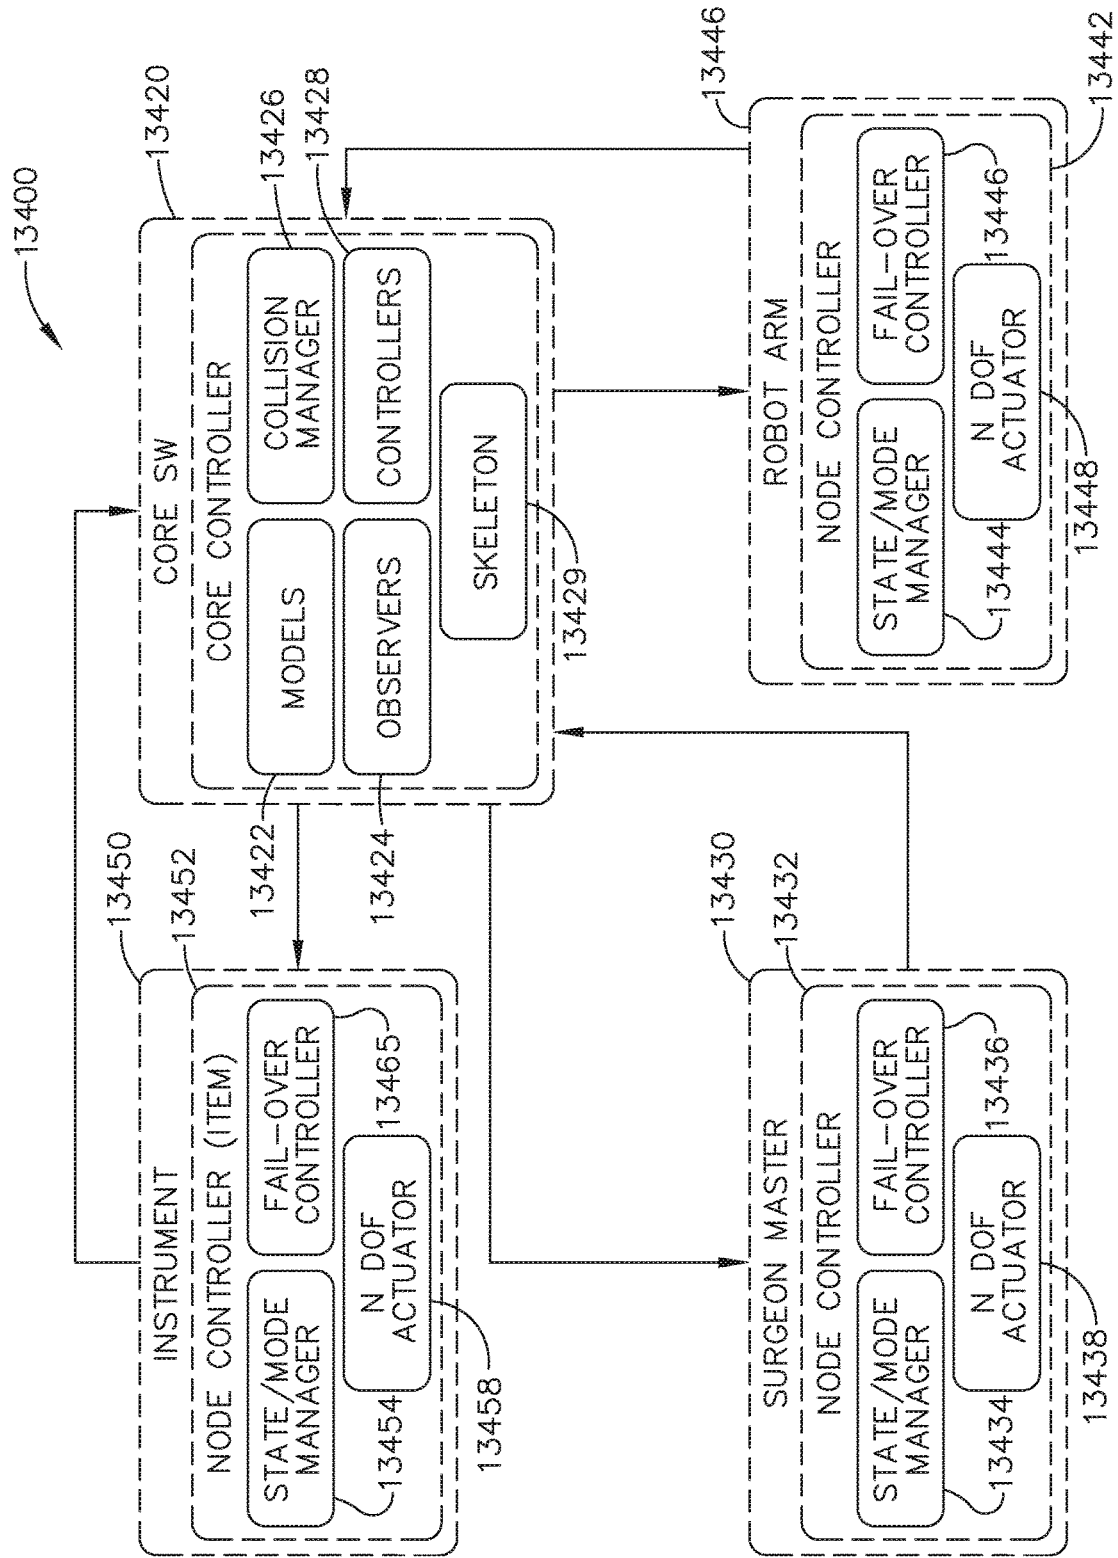 13400
INSTRUMENT
NODE CONTROLLER (ITEM)
STATE/MODE
MANAGER
FAIL-OVER
CONTROLLER
N DOF
ACTUATOR
13450
13452
13454
13465
13458
CORE SW
CORE CONTROLLER
MODELS
COLLISION
MANAGER
OBSERVERS
CONTROLLERS
SKELETON
13420
13426
13428
13422
13424
13429
SURGEON MASTER
NODE CONTROLLER
STATE/MODE
MANAGER
FAIL-OVER
CONTROLLER
N DOF
ACTUATOR
13430
13432
13434
13436
13438
ROBOT ARM
NODE CONTROLLER
STATE/MODE
MANAGER
FAIL-OVER
CONTROLLER
N DOF
ACTUATOR
13446
13444
13446
13448
13442